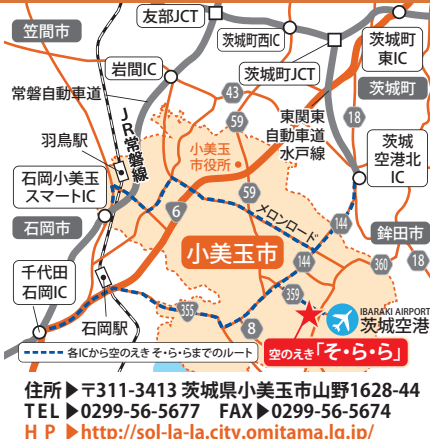 友部JCT
笠間市
茨城町西IC
茨城町
東IC
岩間IC
茨城町JCT
茨城町
常磐自動車道
43
JR常磐線
59
東関東
自動車道
水戸線
18
羽鳥駅
小美玉
市役所
茨城
空港北
IC
石岡小美玉
スマートIC
59
メロンロード
6
144
石岡市
小美玉市
鉾田市
144
360
18
千代田
石岡IC
359
石岡駅
355
8
IBARAKI AIRPORT
茨城空港
各ICから空のえき そ・ら・らまでのルート
空のえき「そ・ら・ら」
住所▶〒311-3413 茨城県小美玉市山野1628-44
TEL▶0299-56-5677 FAX▶0299-56-5674
HP ▶http://sol-la-la.city.omitama.lg.jp/